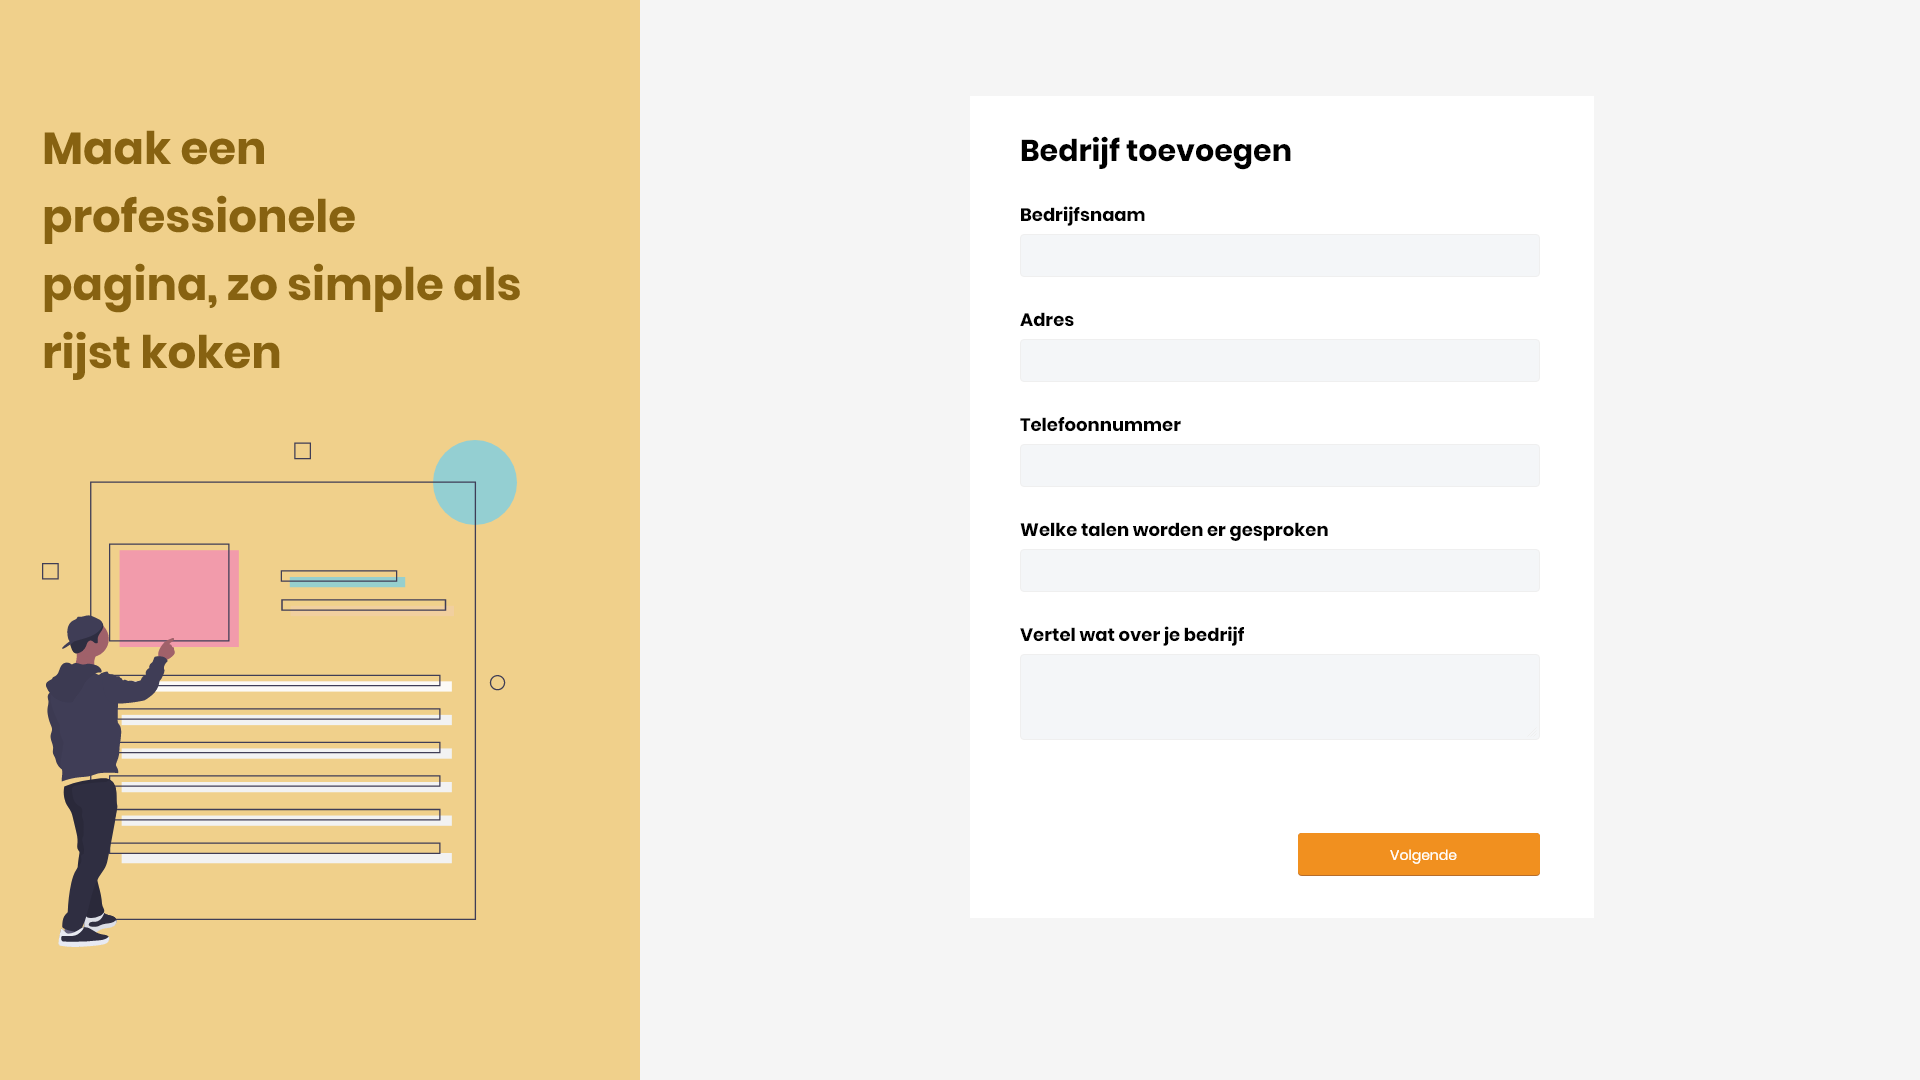 Maak een
professionele
pagina, zo simple als
rijst koken
Bedrijf toevoegen
Bedrijfsnaam
Adres
Telefoonnummer
Welke talen worden er gesproken
Vertel wat over je bedrijf
Volgende